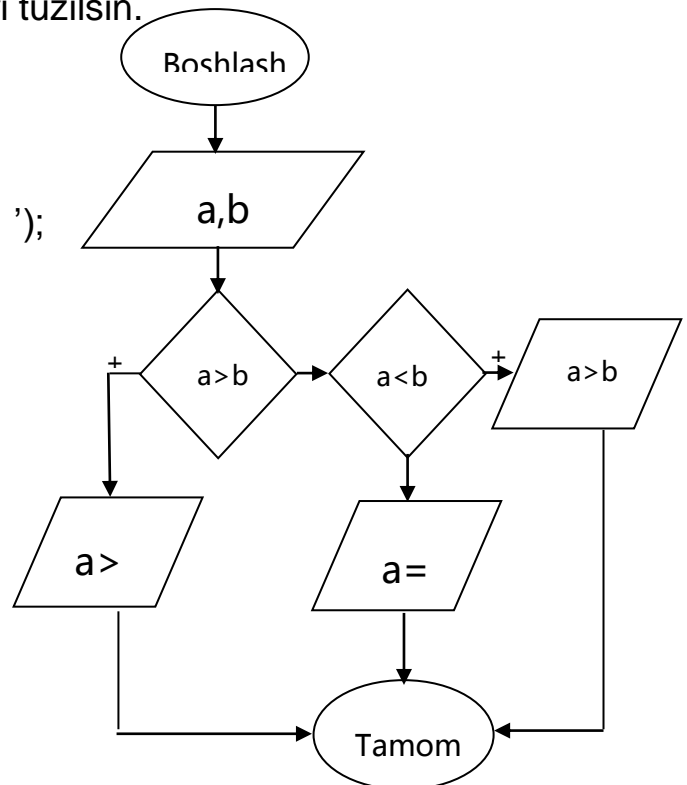 i tuzilsin.
Boshlash
a,b
’);
+
a>b
a<b
+
a>b
a>
a=
Tamom